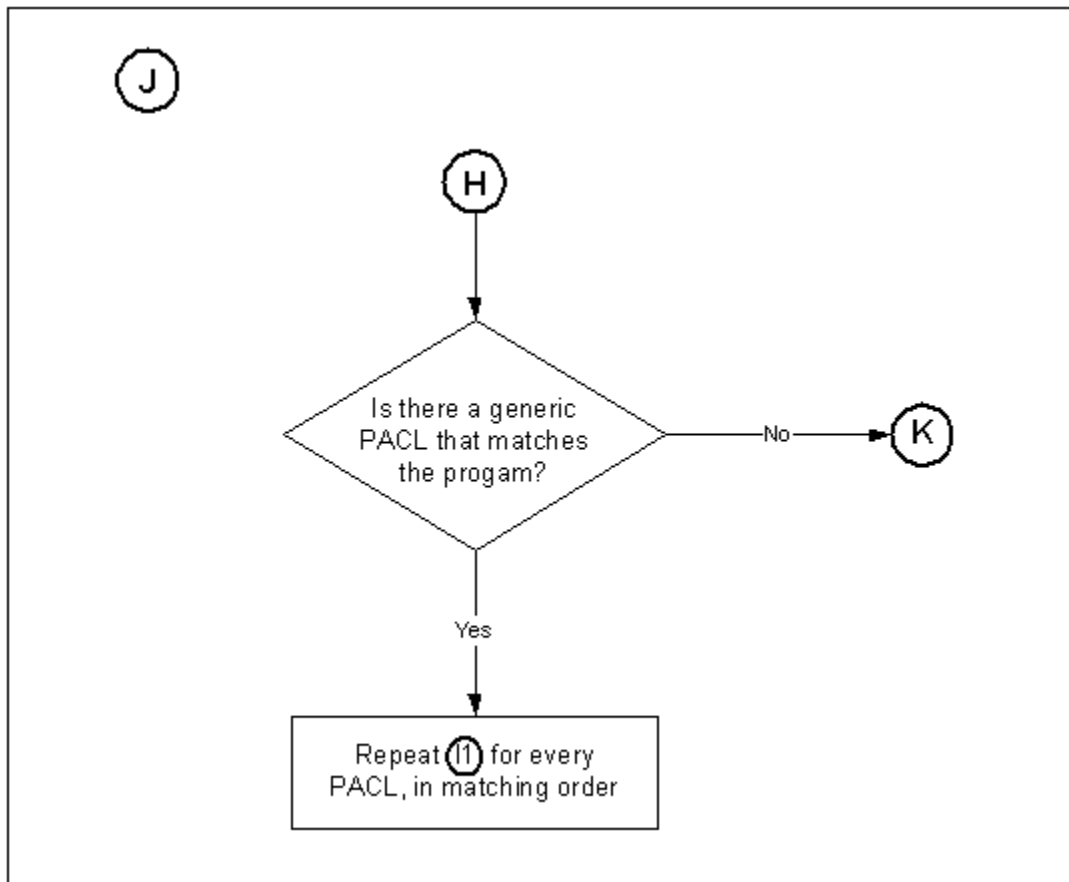 J
H
Is there a generic
PACL that matches
the progam?
No
K
Yes
Repeat I1 for every
PACL, in matching order